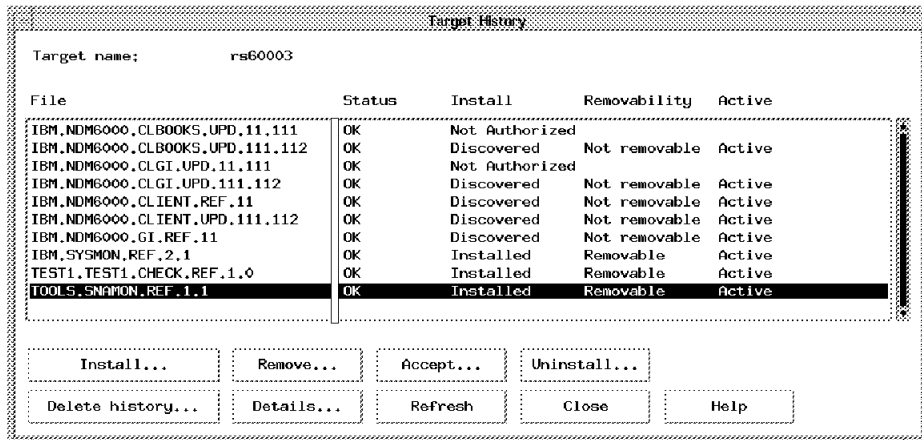 Target History
Target name: rs60003
File Status Install Removability Active
IBM.NDM6000.CLBOOKS.UPD.11.111 OK Not Authorized
IBM.NDM6000.CLBOOKS.UPD.111.112 OK Discovered Not removable Active
IBM.NDM6000.CLGI.UPD.11.111 OK Not Authorized
IBM.NDM6000.CLGI.UPD.111.112 OK Discovered Not removable Active
IBM.NDM6000.CLIENT.REF.11 OK Discovered Not removable Active
IBM.NDM6000.CLIENT.UPD.111.112 OK Discovered Not removable Active
IBM.NDM6000.GI.REF.11 OK Discovered Not removable Active
IBM.SYSMON.REF.2.1 OK Installed Removable Active
TEST1.TEST1.CHECK.REF.1.0 OK Installed Removable Active
TOOLS.SNAMON.REF.1.1 OK Installed Removable Active
Install... Remove... Accept... Uninstall...
Delete history... Details... Refresh Close Help